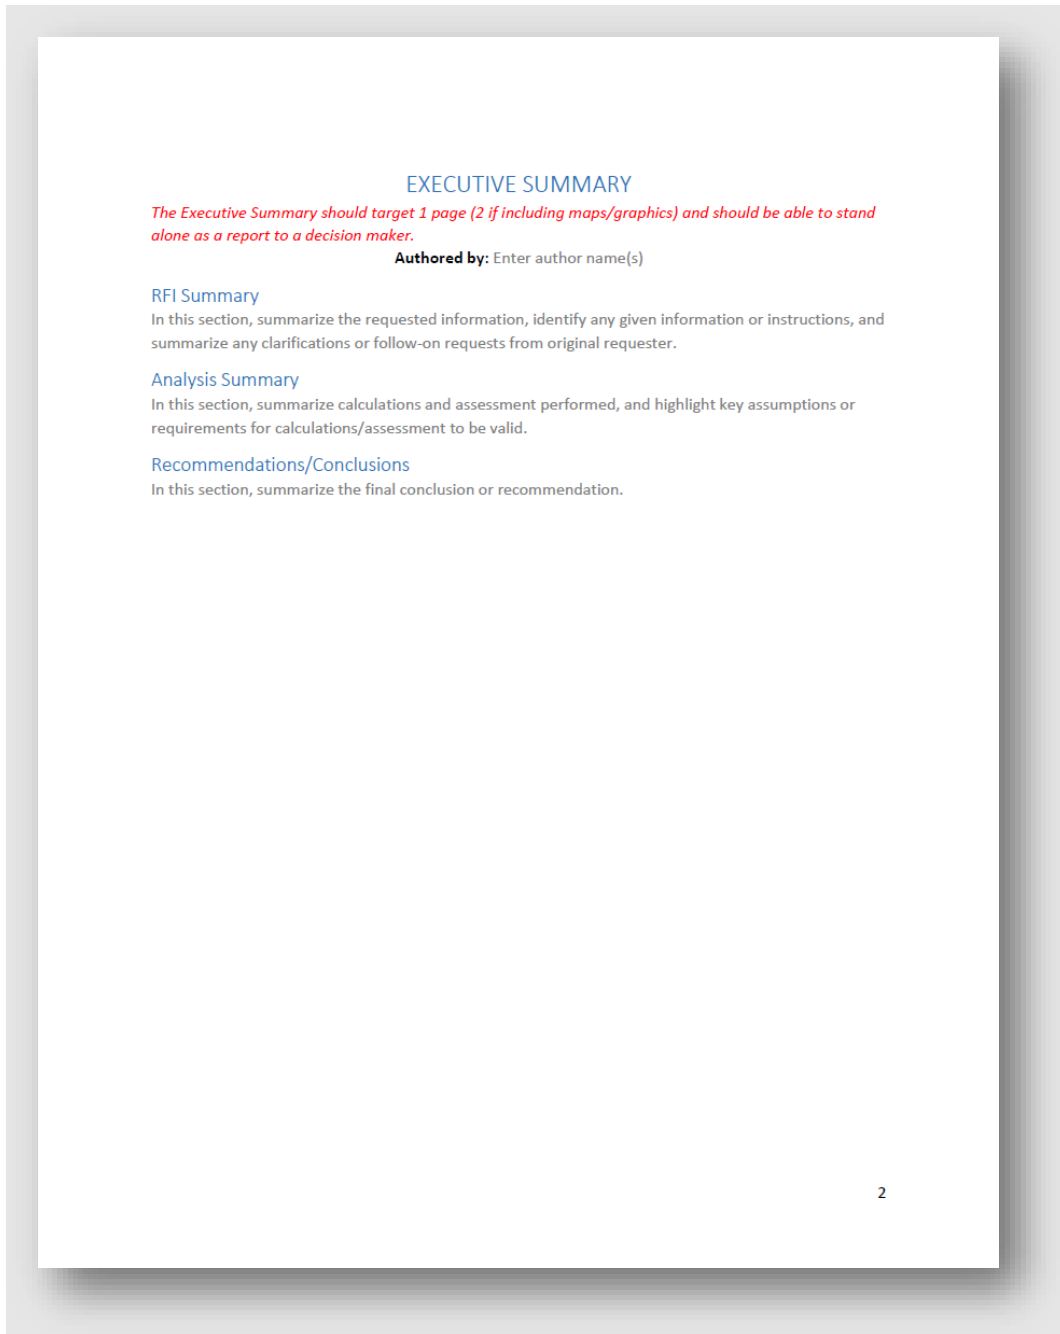 EXECUTIVE SUMMARY
The Executive Summary should target 1 page (2 if including maps/graphics) and should be able to stand
alone as a report to a decision maker.
Authored by: Enter author name(s)
RFI Summary
In this section, summarize the requested information, identify any given information or instructions, and
summarize any clarifications or follow-on requests from original requester.
Analysis Summary
In this section, summarize calculations and assessment performed, and highlight key assumptions or
requirements for calculations/assessment to be valid.
Recommendations/Conclusions
In this section, summarize the final conclusion or recommendation.
2